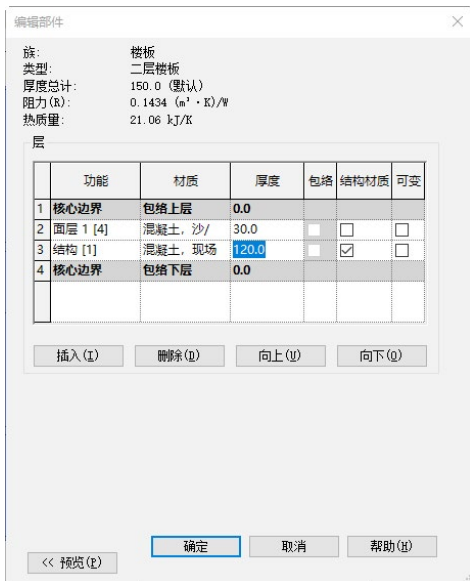 编辑部件
族: 楼板
类型: 二层楼板
厚度总计: 150.0 (默认)
阻力(R): 0.1434 (m²·K)/W
热质量: 21.06 kJ/K
层
功能 材质 厚度 包络 结构材质 可变
1 核心边界 包络上层 0.0
2 面层 1 [4] 混凝土, 沙/ 30.0
3 结构 [1] 混凝土, 现场 120.0
4 核心边界 包络下层 0.0
插入(I) 删除(D) 向上(U) 向下(O)
确定 取消 帮助(H)
<< 预览(P)